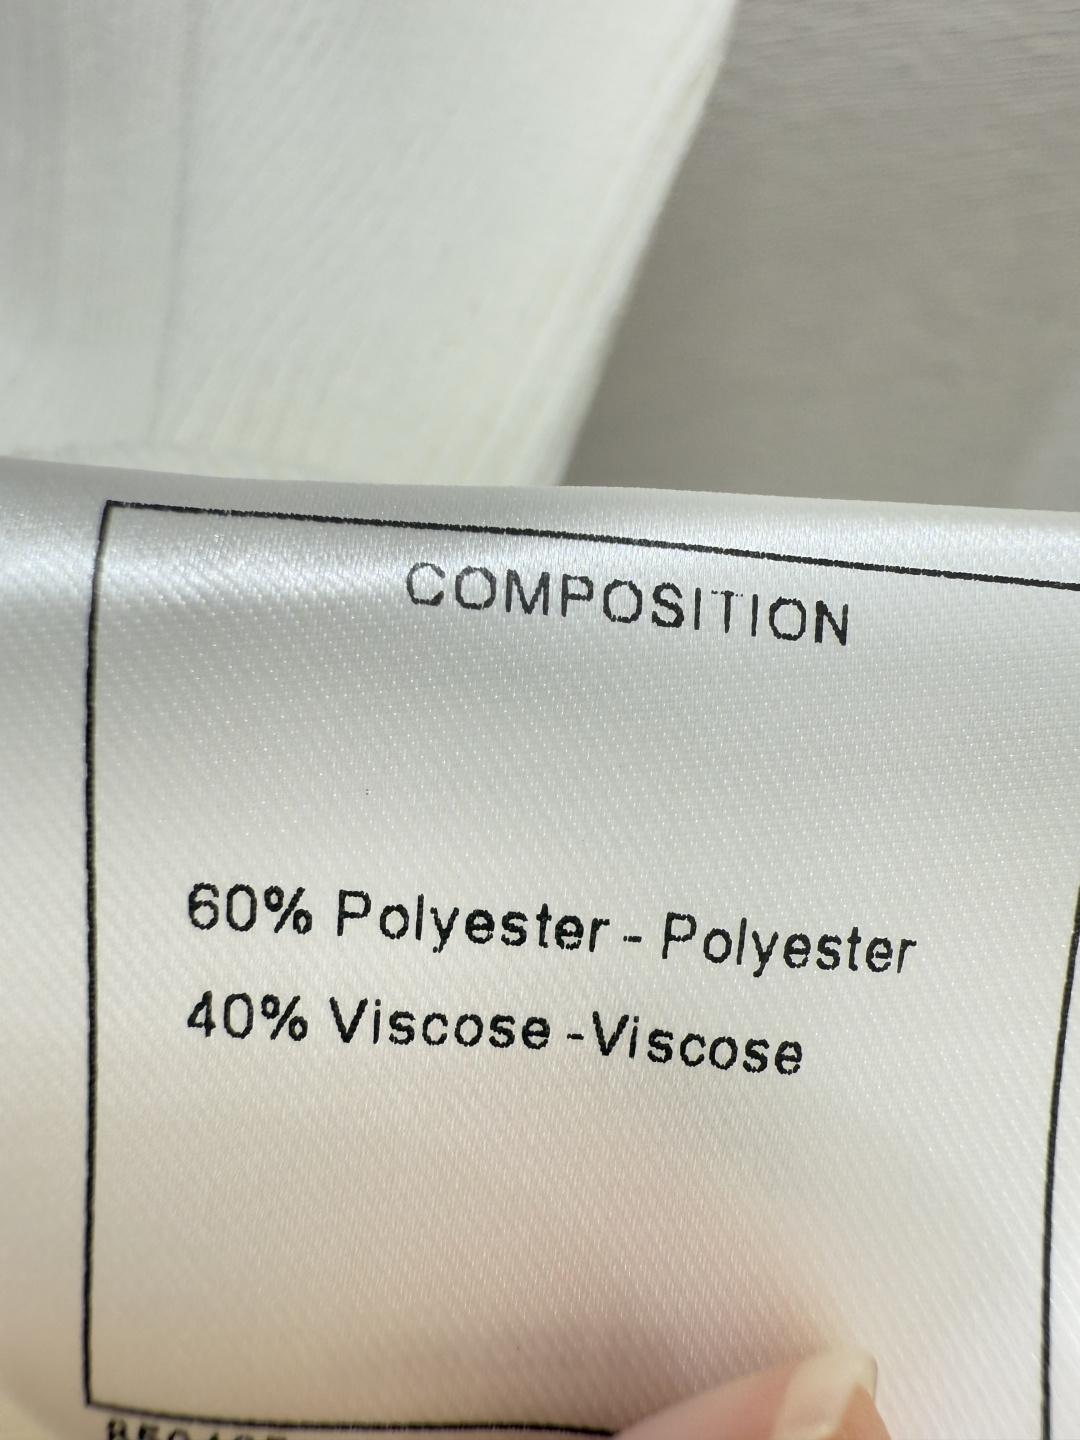 COMPOSITION
60% Polyester - Polyester
40% Viscose -Viscose